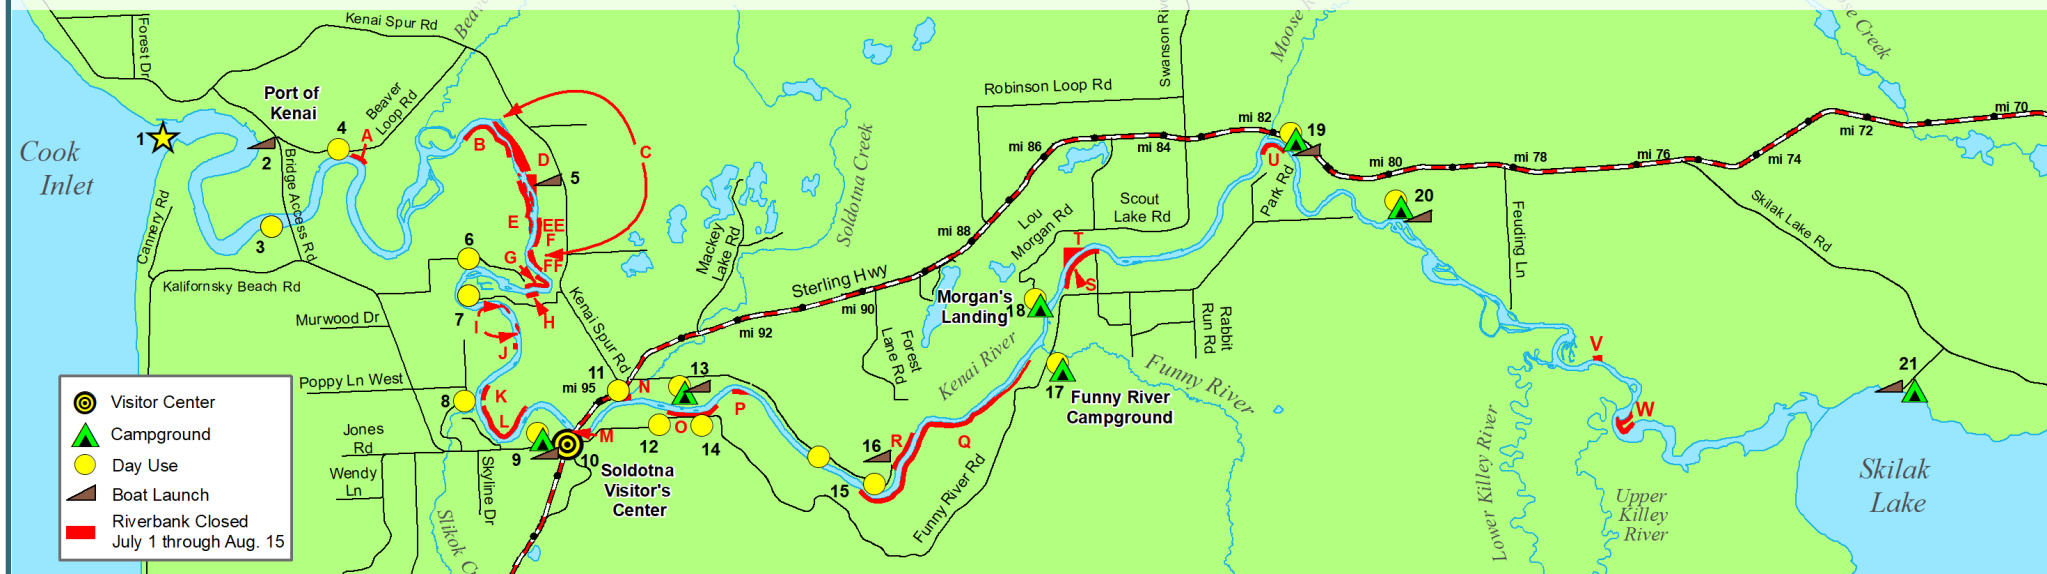 Kenai Spur Rd
Forest Dr
Beave
Port of
Kenai
Beaver
Loop Rd
Cook
Inlet
1
2
3
4
A
Bridge Access Rd
Cannery Rd
Kalifornsky Beach Rd
B
C
D
5
E
EE
F
FF
G
H
6
7
I
J
Murwood Dr
Poppy Ln West
8
K
L
Jones
Rd
Wendy
Ln
Skyline Dr
Slikok C
9
10
M
Soldotna
Visitor's
Center
Kenai Spur Rd
mi 95
11
N
13
12
O
14
P
15
16
R
Q
Funny River Rd
Soldotna Creek
Mackey
Lake Rd
Sterling Hwy
mi 92
mi 90
mi 88
mi 86
mi 84
mi 82
mi 80
mi 78
mi 76
mi 74
mi 72
mi 70
Forest
Lane Rd
Robinson Loop Rd
Swanson Riv
Scout
Lake Rd
Lou
Morgan Rd
Morgan's
Landing
18
Kenai River
T
S
Rabbit
Run Rd
17
Funny River
Campground
Funny River
Moose
U
19
Park Rd
20
Feuding Ln
Skilak Lake Rd
se Creek
V
W
21
Lower Killey River
Upper
Killey
River
Skilak
Lake
Visitor Center
Campground
Day Use
Boat Launch
Riverbank Closed
July 1 through Aug. 15